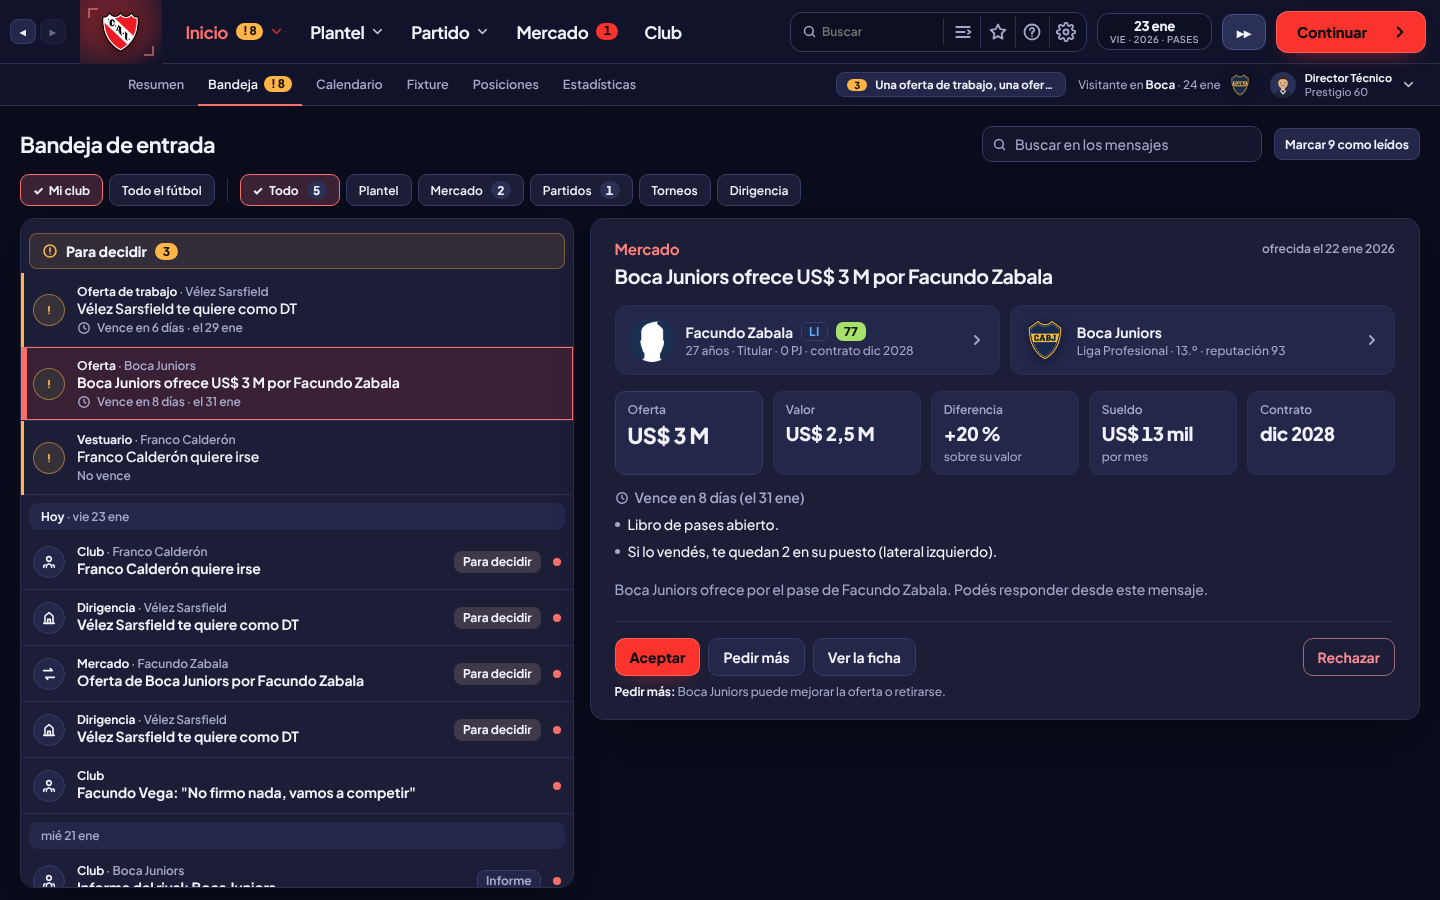 C.A.I.
Inicio !8
Plantel
Partido
Mercado 1
Club
Buscar
23 ene
VIE · 2026 · PASES
Continuar
Resumen
Bandeja !8
Calendario
Fixture
Posiciones
Estadísticas
3 Una oferta de trabajo, una ofer...
Visitante en Boca · 24 ene
Director Técnico
Prestigio 60
Bandeja de entrada
Buscar en los mensajes
Marcar 9 como leídos
Mi club
Todo el fútbol
Todo 5
Plantel
Mercado 2
Partidos 1
Torneos
Dirigencia
Para decidir 3
Oferta de trabajo · Vélez Sarsfield
Vélez Sarsfield te quiere como DT
Vence en 6 días · el 29 ene
Oferta · Boca Juniors
Boca Juniors ofrece US$ 3 M por Facundo Zabala
Vence en 8 días · el 31 ene
Vestuario · Franco Calderón
Franco Calderón quiere irse
No vence
Hoy · vie 23 ene
Club · Franco Calderón
Franco Calderón quiere irse
Para decidir
Dirigencia · Vélez Sarsfield
Vélez Sarsfield te quiere como DT
Para decidir
Mercado · Facundo Zabala
Oferta de Boca Juniors por Facundo Zabala
Para decidir
Dirigencia · Vélez Sarsfield
Vélez Sarsfield te quiere como DT
Para decidir
Club
Facundo Vega: "No firmo nada, vamos a competir"
mié 21 ene
Club · Boca Juniors
Informe del rival: Boca Juniors
Informe
Mercado
ofrecida el 22 ene 2026
Boca Juniors ofrece US$ 3 M por Facundo Zabala
Facundo Zabala LI 77
27 años · Titular · 0 PJ · contrato dic 2028
CABJ
Boca Juniors
Liga Profesional · 13.º · reputación 93
Oferta
US$ 3 M
Valor
US$ 2,5 M
Diferencia
+20 %
sobre su valor
Sueldo
US$ 13 mil
por mes
Contrato
dic 2028
Vence en 8 días (el 31 ene)
Libro de pases abierto.
Si lo vendés, te quedan 2 en su puesto (lateral izquierdo).
Boca Juniors ofrece por el pase de Facundo Zabala. Podés responder desde este mensaje.
Aceptar
Pedir más
Ver la ficha
Rechazar
Pedir más: Boca Juniors puede mejorar la oferta o retirarse.